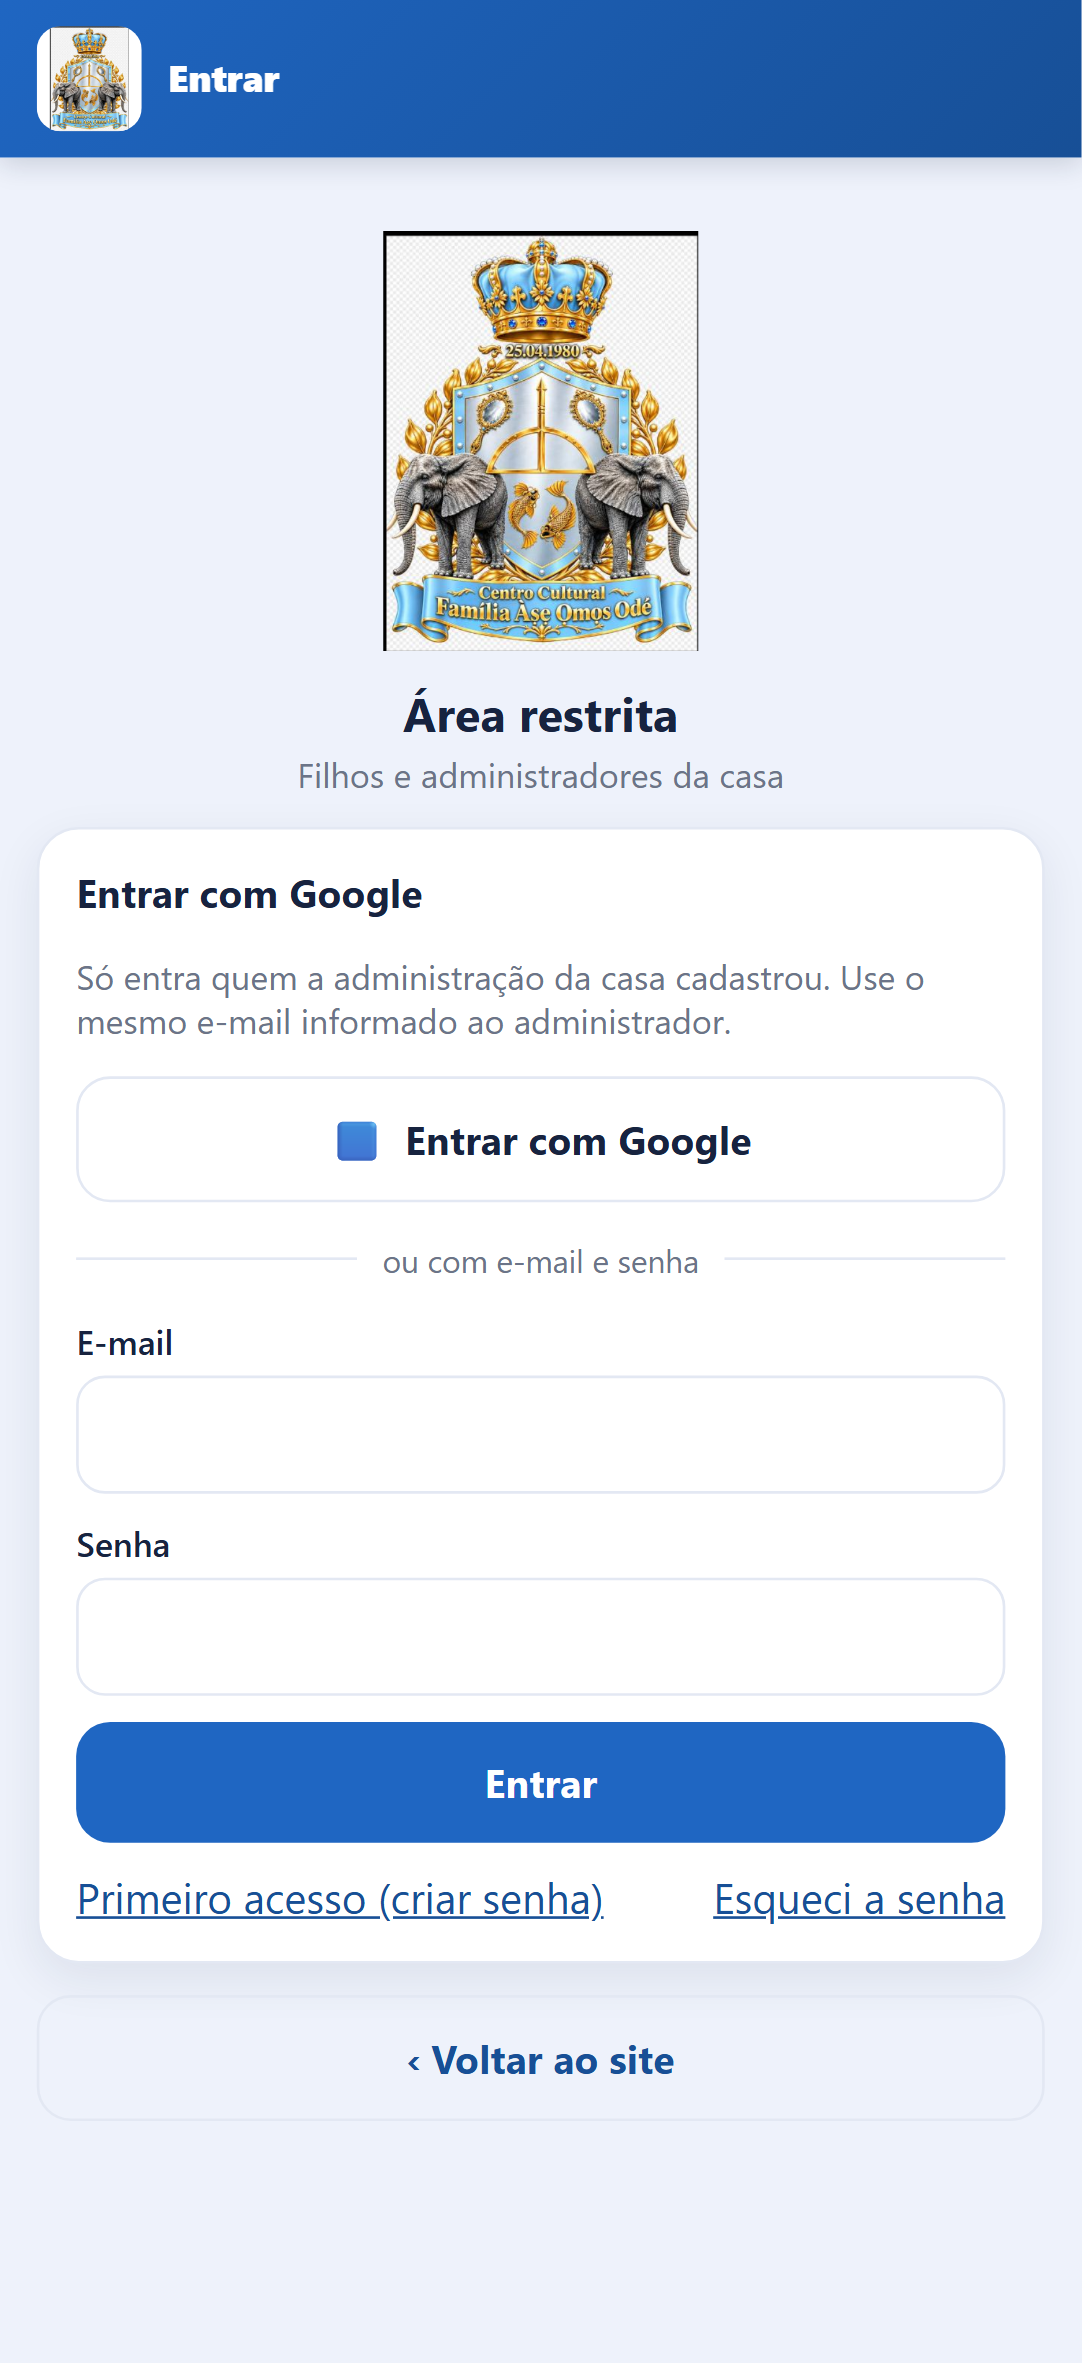 Entrar
25.04.1980
Centro Cultural
Família Àṣẹ Ọmọs Odé
Área restrita
Filhos e administradores da casa
Entrar com Google
Só entra quem a administração da casa cadastrou. Use o
mesmo e-mail informado ao administrador.
Entrar com Google
ou com e-mail e senha
E-mail
Senha
Entrar
Primeiro acesso (criar senha)
Esqueci a senha
‹ Voltar ao site